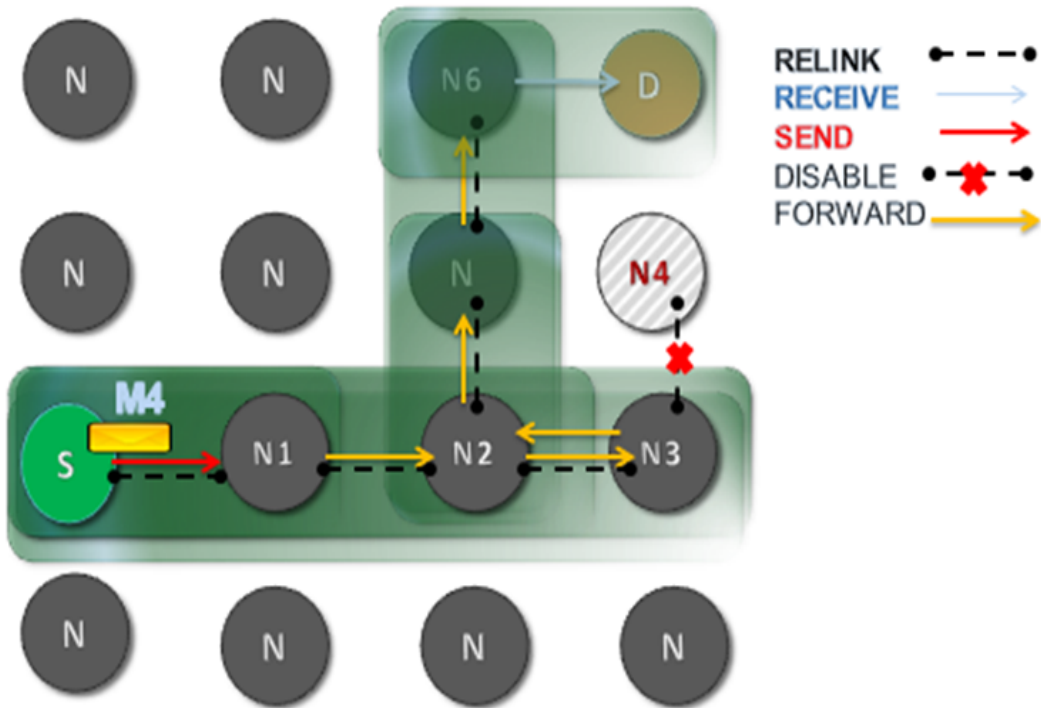 N N N6 D
RELINK
RECEIVE
SEND
DISABLE
FORWARD
N N N N4
M4
S N1 N2 N3
N N N N